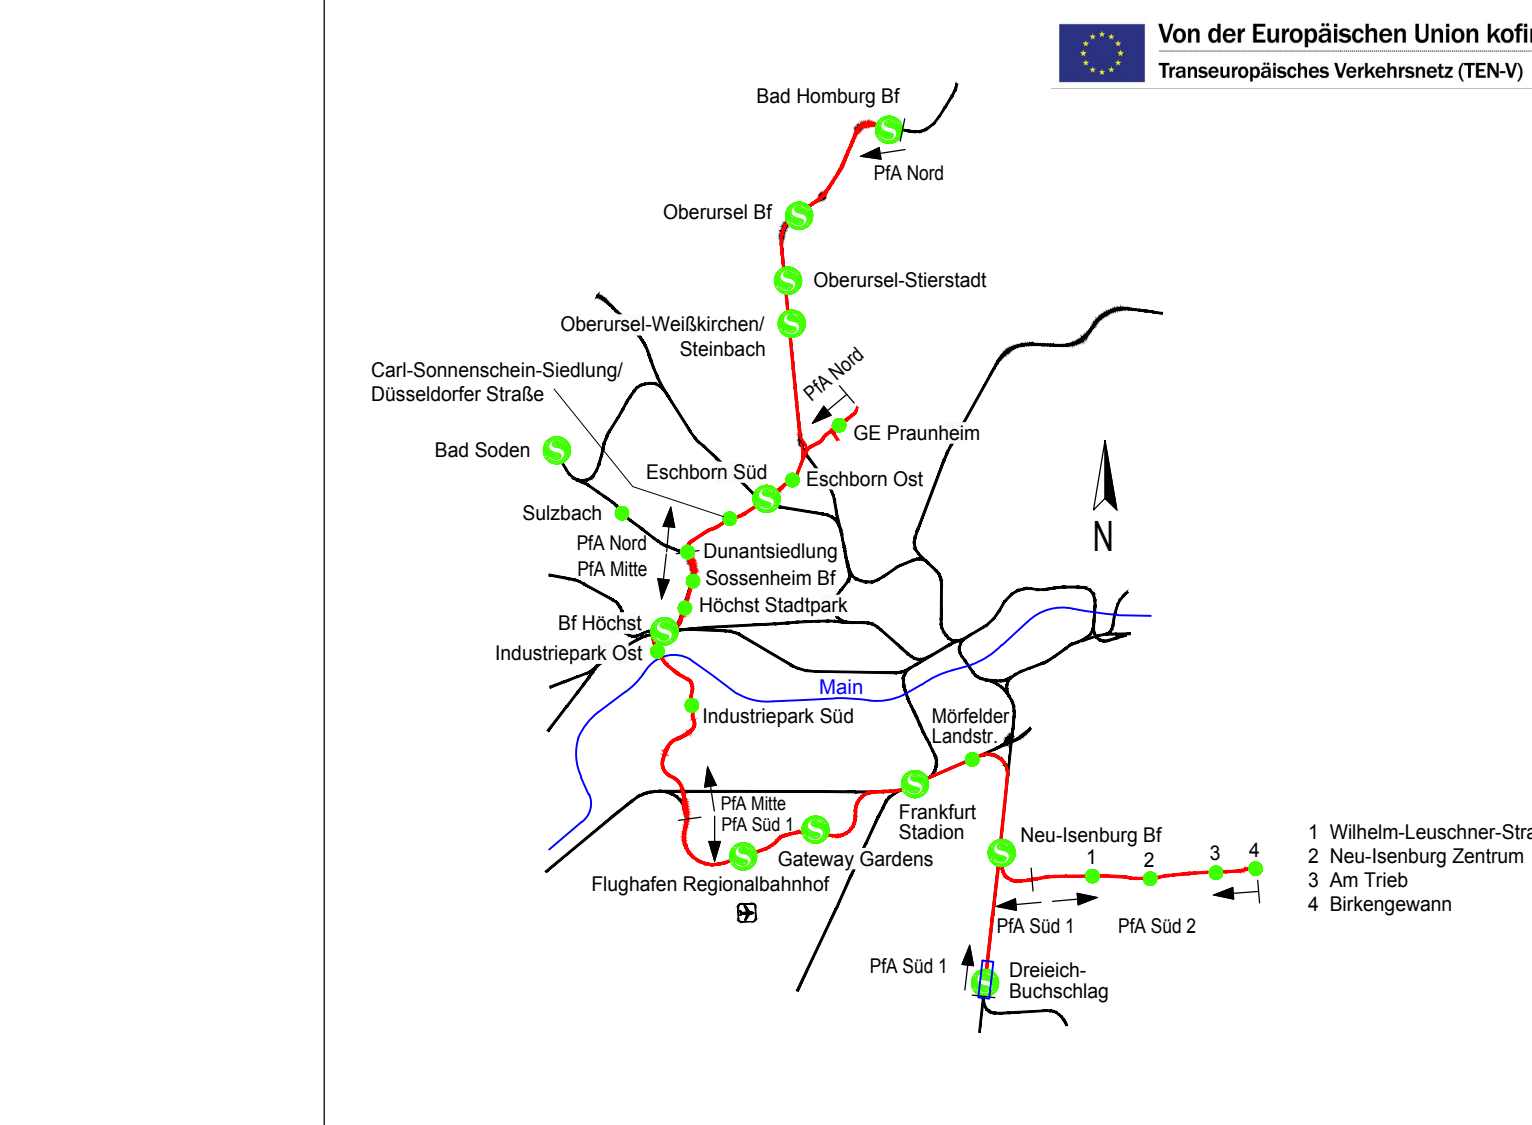 Von der Europäischen Union
Transeuropäisches Verkehrsnetz (TEN-V)
Bad Homburg Bf
PfA Nord
Oberursel Bf
Oberursel-Stierstadt
Oberursel-Weißkirchen/
Steinbach
PfA Nord
Carl-Sonnenschein-Siedlung/
Düsseldorfer Straße
GE Praunheim
Bad Soden
Eschborn Süd
Eschborn Ost
Sulzbach
PfA Nord
PfA Mitte
Dunantsiedlung
Sossenheim Bf
Höchst Stadtpark
N
Bf Höchst
Industriepark Ost
Main
Industriepark Süd
Mörfelder
Landstr.
PfA Mitte
PfA Süd 1
Frankfurt
Stadion
Gateway Gardens
Flughafen Regionalbahnhof
Neu-Isenburg Bf
1 2 3 4
PfA Süd 1
PfA Süd 2
PfA Süd 1
Dreieich-
Buchschlag
1 Wilhelm-Leuschner-
2 Neu-Isenburg Zentrum
3 Am Trieb
4 Birkengewann